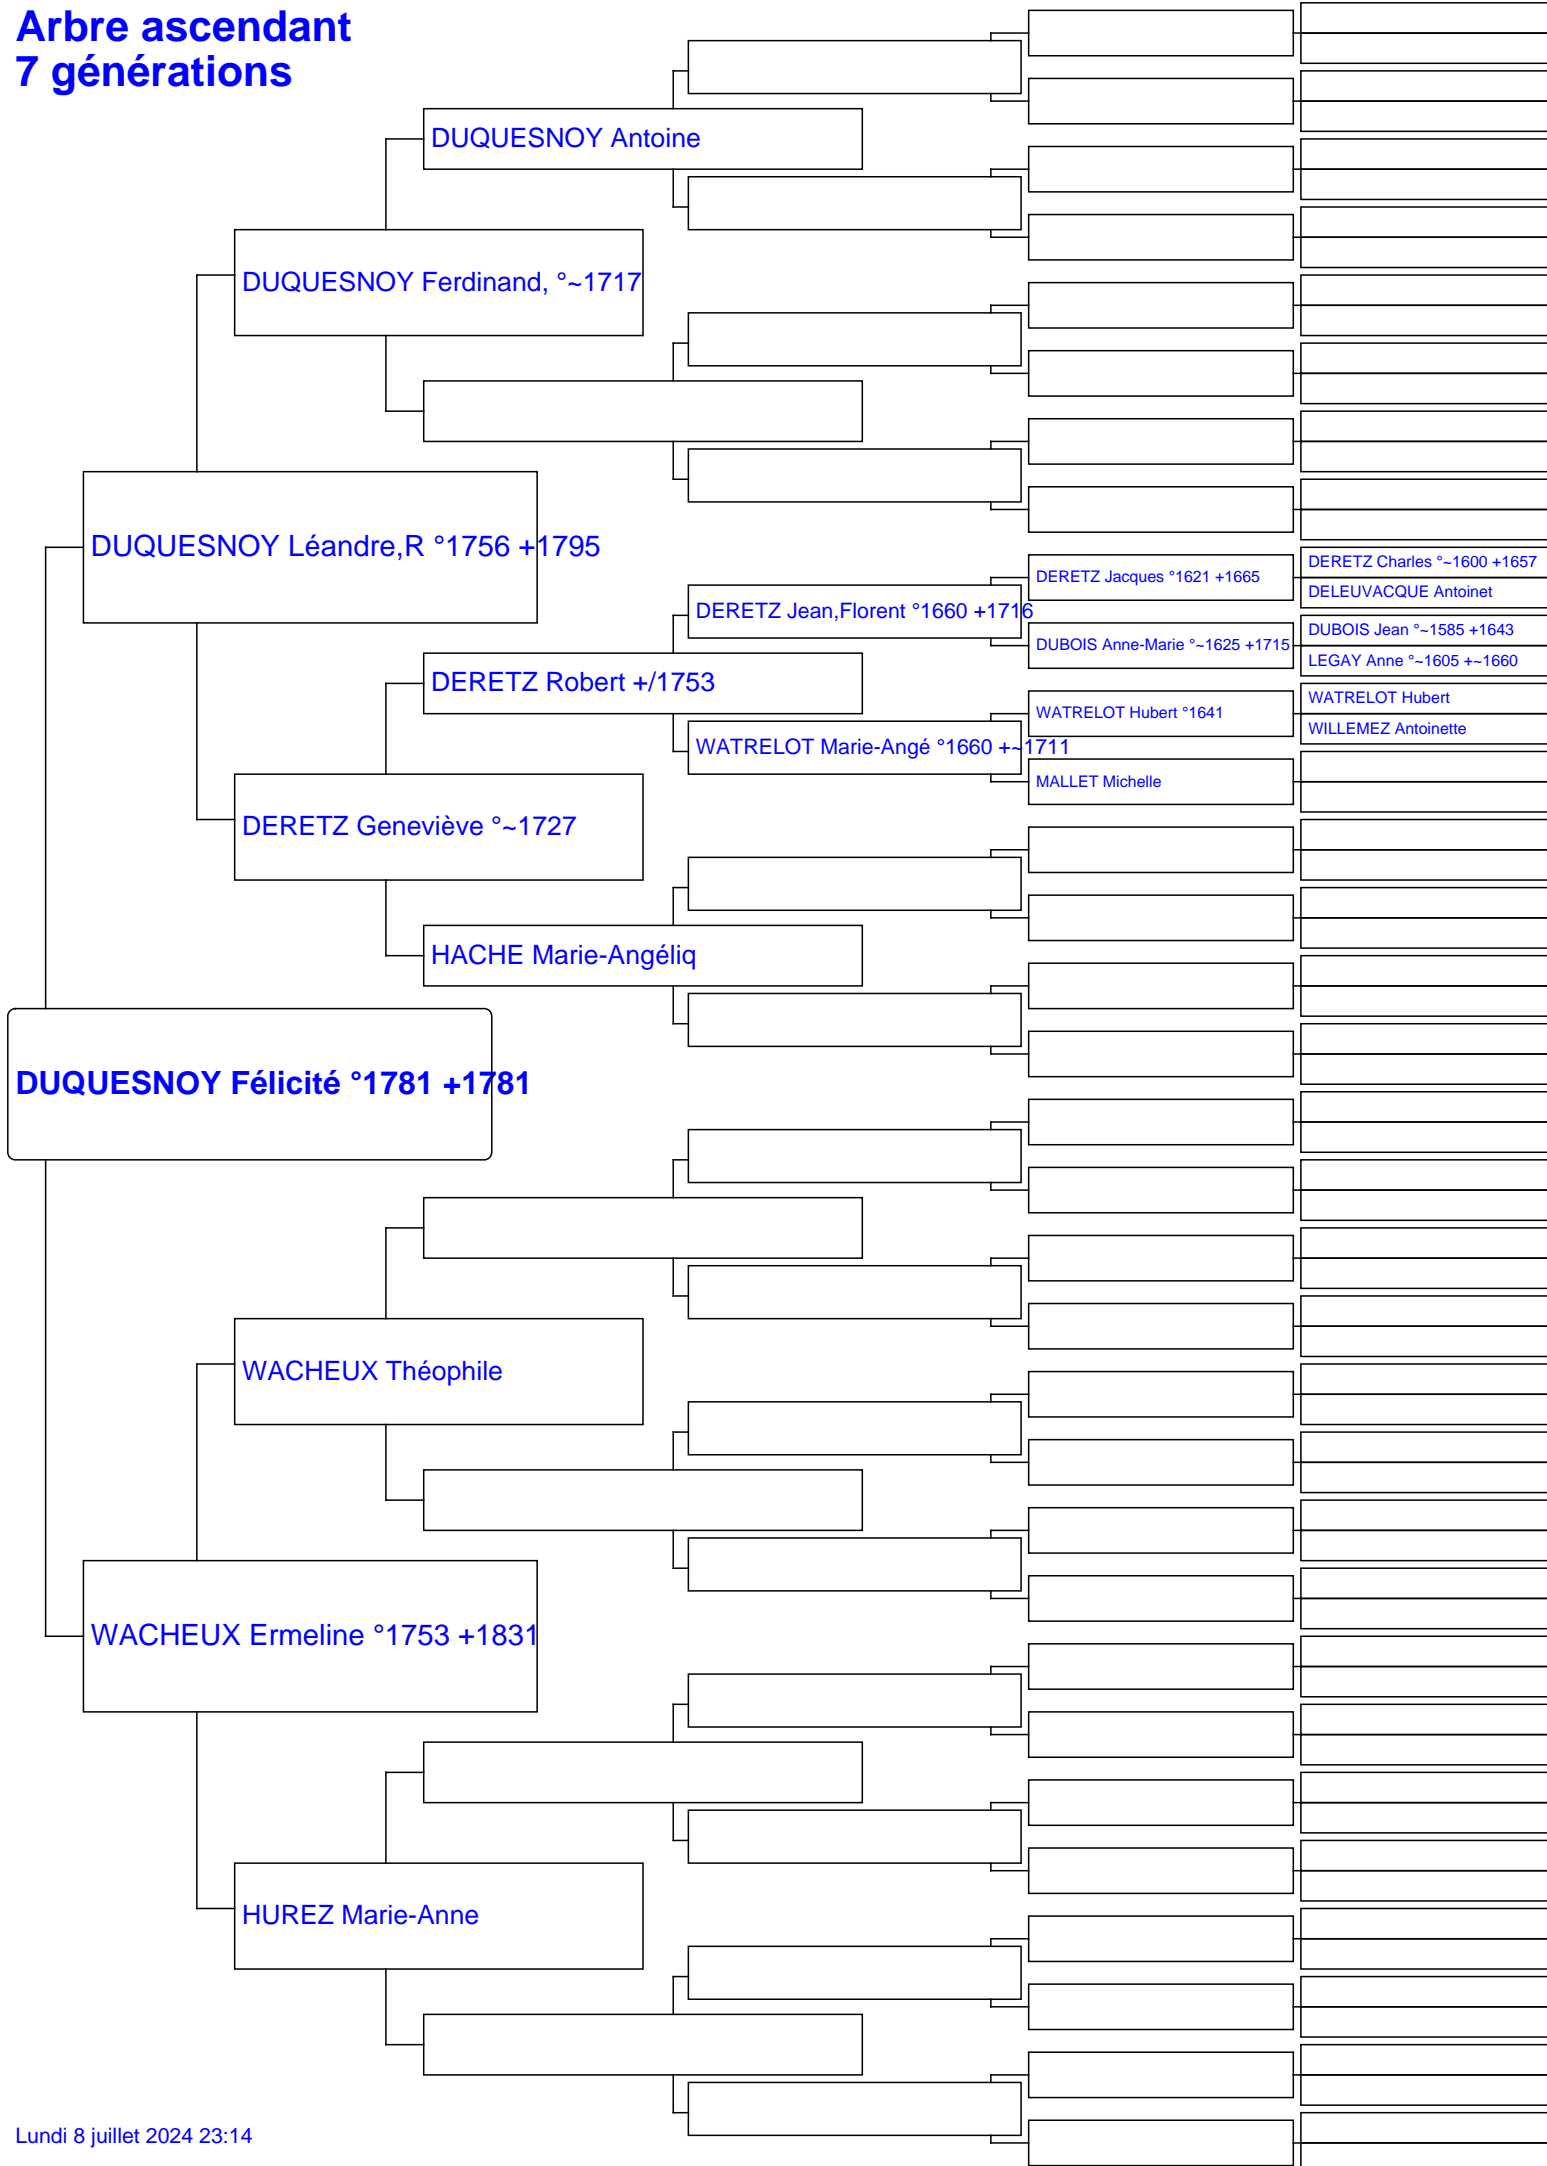 Arbre ascendant
7 générations
DUQUESNOY Antoine
DUQUESNOY Ferdinand, °~1717
DUQUESNOY Léandre,R °1756 +1795
DERETZ Charles °~1600 +1657
DERETZ Jacques °1621 +1665
DELEUVACQUE Antoinet
DERETZ Jean,Florent °1660 +1716
DUBOIS Jean °~1585 +1643
DUBOIS Anne-Marie °~1625 +1715
LEGAY Anne °~1605 +~1660
DERETZ Robert +/1753
WATRELOT Hubert
WATRELOT Hubert °1641
WILLEMEZ Antoinette
WATRELOT Marie-Angé °1660 +~1711
MALLET Michelle
DERETZ Geneviève °~1727
HACHE Marie-Angéliq
DUQUESNOY Félicité °1781 +1781
WACHEUX Théophile
WACHEUX Ermeline °1753 +1831
HUREZ Marie-Anne
Lundi 8 juillet 2024 23:14